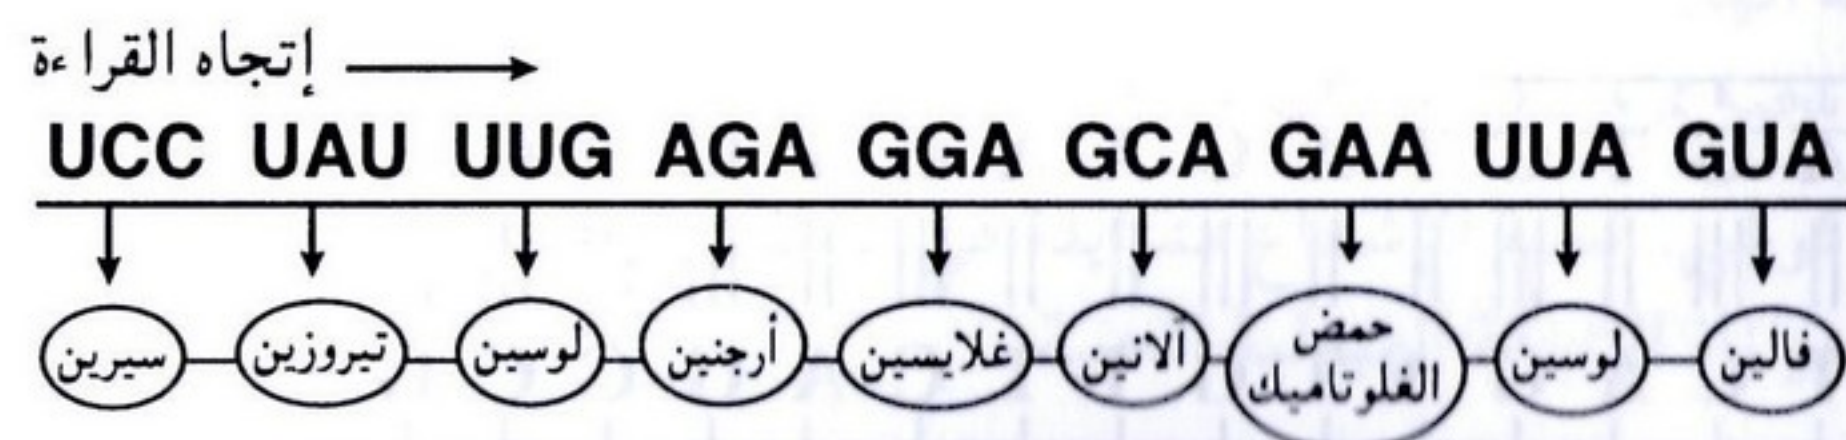 إتجاه القراءة
UCC UAU UUG AGA GGA GCA GAA UUA GUA
سيرين تيروزين لوسين أرجنين غلايسين آلانين حمض الغلوتاميك لوسين فالين